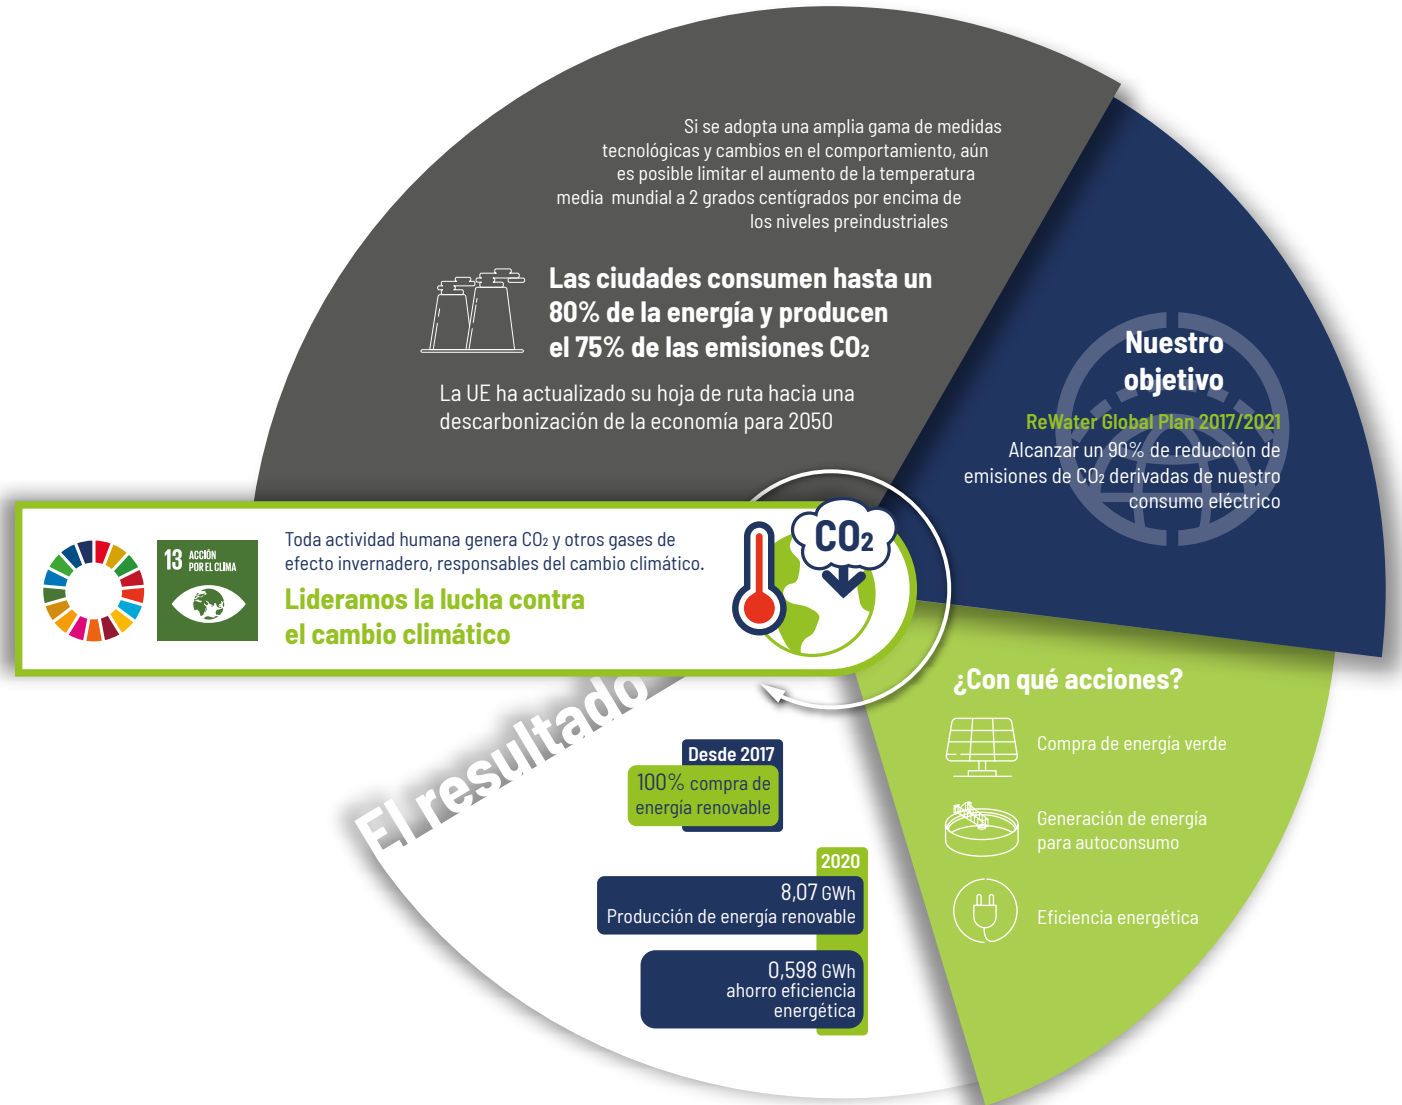 Si se adopta una amplia gama de medidas
tecnológicas y cambios en el comportamiento, aún
es posible limitar el aumento de la temperatura
media mundial a 2 grados centígrados por encima de
los niveles preindustriales
Las ciudades consumen hasta un
80% de la energía y producen
el 75% de las emisiones CO₂
La UE ha actualizado su hoja de ruta hacia una
descarbonización de la economía para 2050
Nuestro
objetivo
ReWater Global Plan 2017/2021
Alcanzar un 90% de reducción de
emisiones de CO₂ derivadas de nuestro
consumo eléctrico
13 ACCIÓN
POR EL CLIMA
Toda actividad humana genera CO₂ y otros gases de
efecto invernadero, responsables del cambio climático.
Lideramos la lucha contra
el cambio climático
CO₂
¿Con qué acciones?
Compra de energía verde
Generación de energía
para autoconsumo
Eficiencia energética
El resultado
Desde 2017
100% compra de
energía renovable
2020
8,07 GWh
Producción de energía renovable
0,598 GWh
ahorro eficiencia
energética